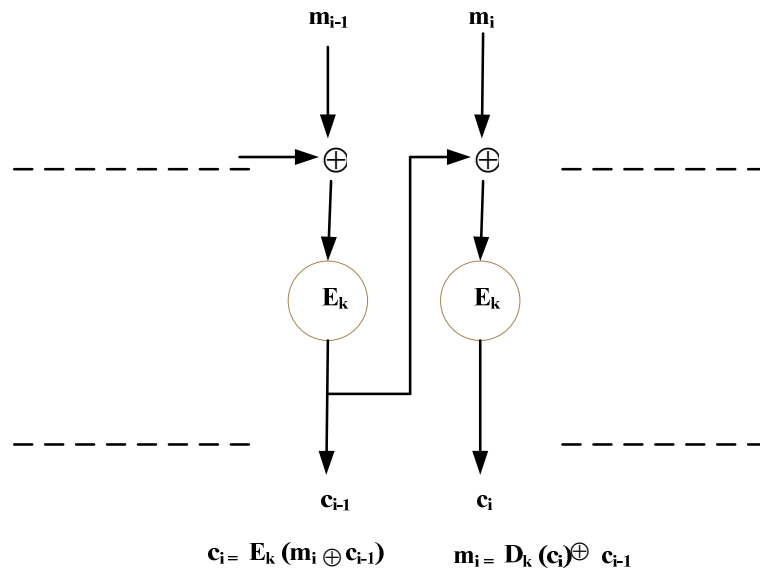 mᵢ₋₁ mᵢ
⊕ ⊕
Eₖ Eₖ
cᵢ₋₁ cᵢ
cᵢ = Eₖ (mᵢ ⊕ cᵢ₋₁) mᵢ = Dₖ (cᵢ) ⊕ cᵢ₋₁